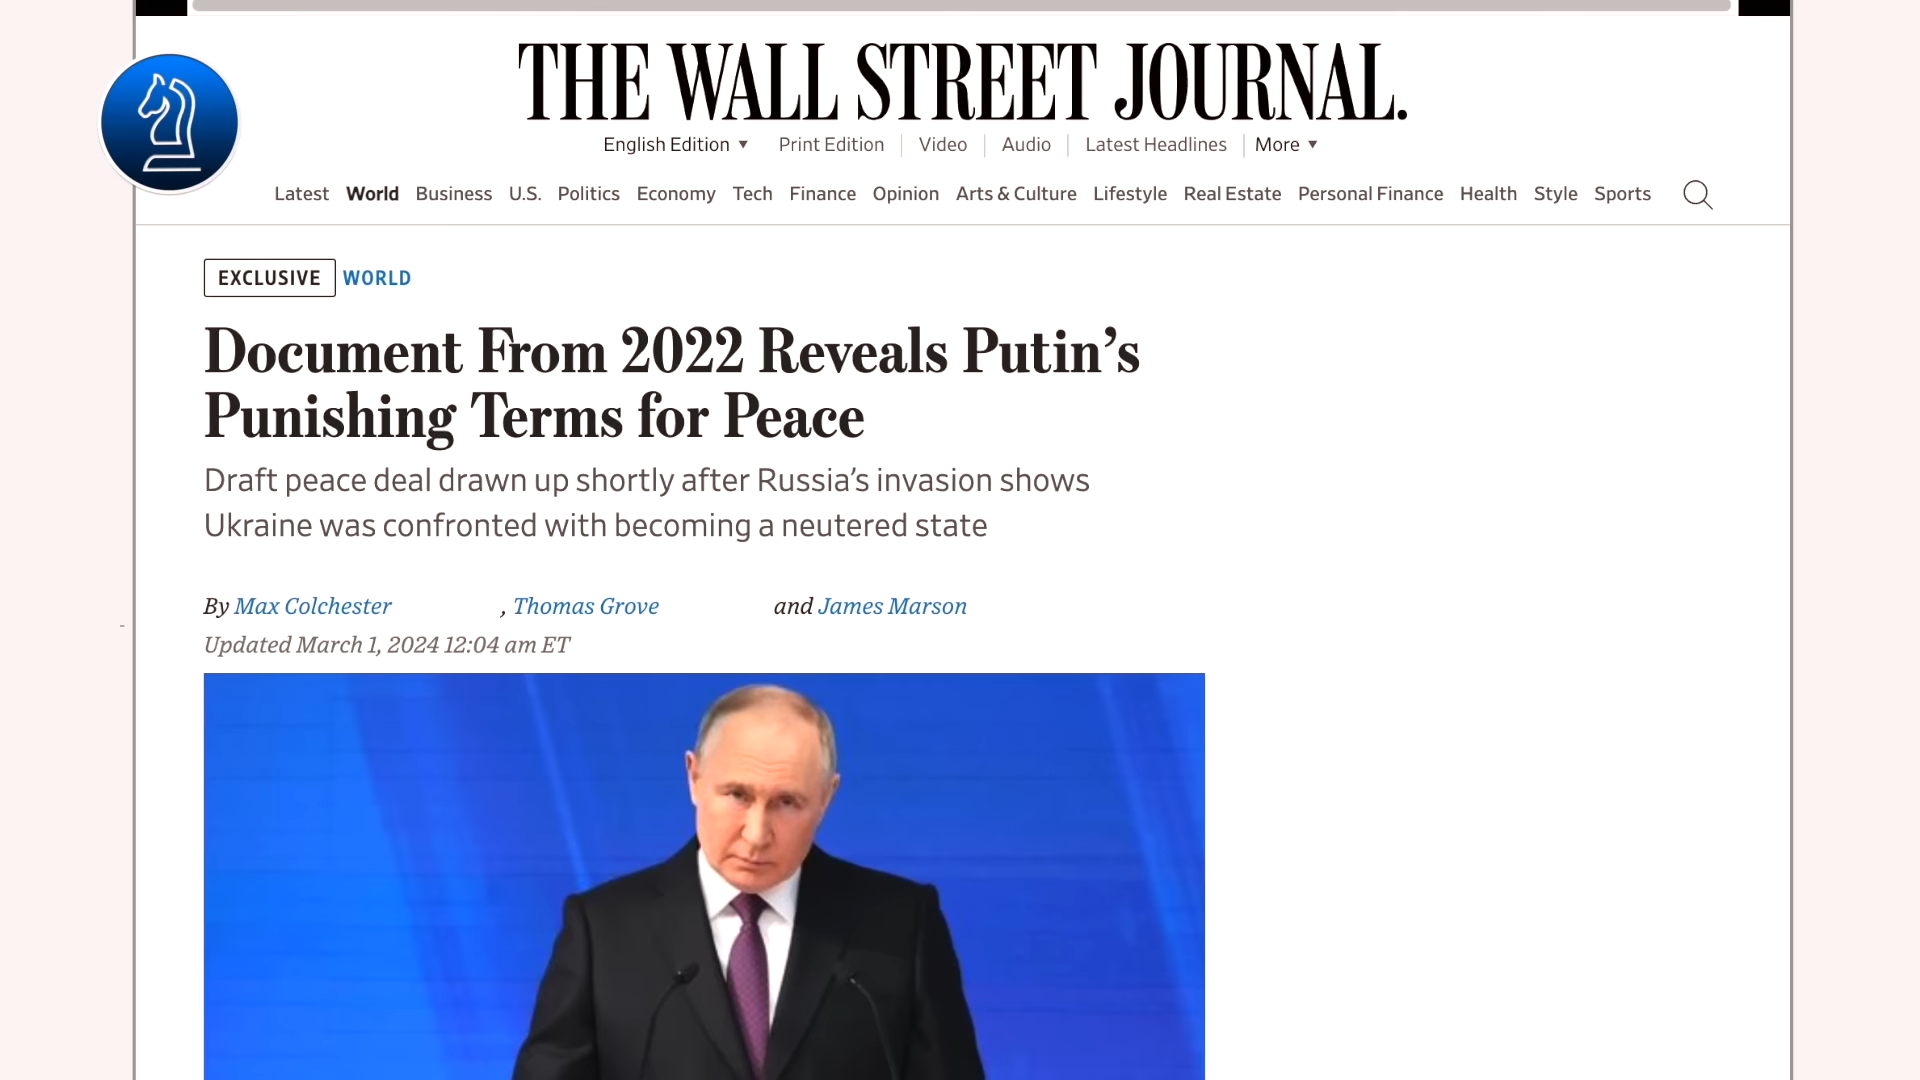 THE WALL STREET JOURNAL.
English Edition ▼ Print Edition Video Audio Latest Headlines More ▼
Latest World Business U.S. Politics Economy Tech Finance Opinion Arts & Culture Lifestyle Real Estate Personal Finance Health Style Sports
EXCLUSIVE WORLD
Document From 2022 Reveals Putin’s
Punishing Terms for Peace
Draft peace deal drawn up shortly after Russia’s invasion shows
Ukraine was confronted with becoming a neutered state
By Max Colchester , Thomas Grove and James Marson
Updated March 1, 2024 12:04 am ET